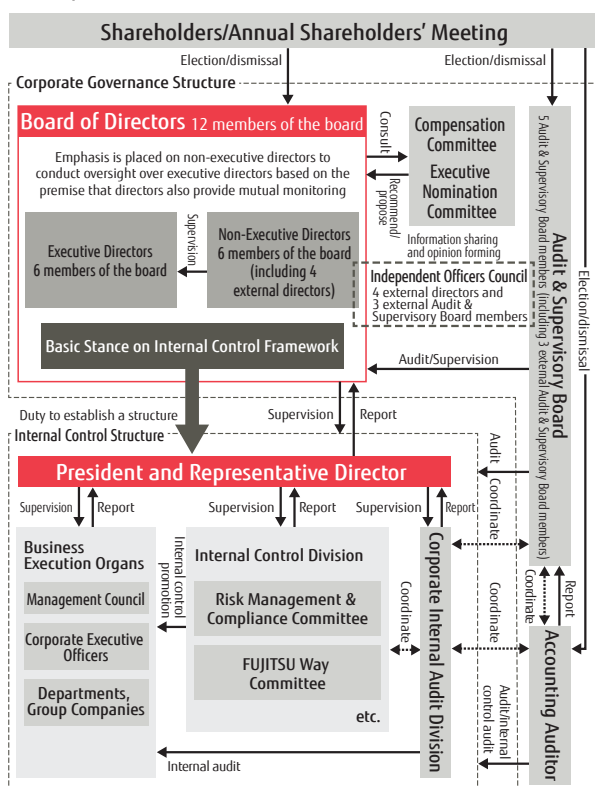 Shareholders/Annual Shareholders' Meeting
Election/dismissal
Election/dismissal
Corporate Governance Structure
Board of Directors 12 members of the board
Emphasis is placed on non-executive directors to
conduct oversight over executive directors based on the
premise that directors also provide mutual monitoring
Executive Directors
6 members of the board
Supervision
Non-Executive Directors
6 members of the board
(including 4
external directors)
Basic Stance on Internal Control Framework
Consult
Recommend/
propose
Compensation
Committee
Executive
Nomination
Committee
Information sharing
and opinion forming
Independent Officers Council
4 external directors and
3 external Audit &
Supervisory Board members
Audit/Supervision
Audit & Supervisory Board
5 Audit & Supervisory Board members (including 3 external Audit & Supervisory Board members)
Election/dismissal
Duty to establish a structure
Supervision
Report
Internal Control Structure
President and Representative Director
Audit
Coordinate
Supervision
Report
Supervision
Report
Supervision
Report
Business
Execution Organs
Management Council
Corporate Executive
Officers
Departments,
Group Companies
Internal control
promotion
Internal Control Division
Risk Management &
Compliance Committee
FUJITSU Way
Committee
etc.
Coordinate
Corporate Internal Audit Division
Coordinate
Coordinate
Report
Accounting Auditor
Audit/internal
control audit
Internal audit